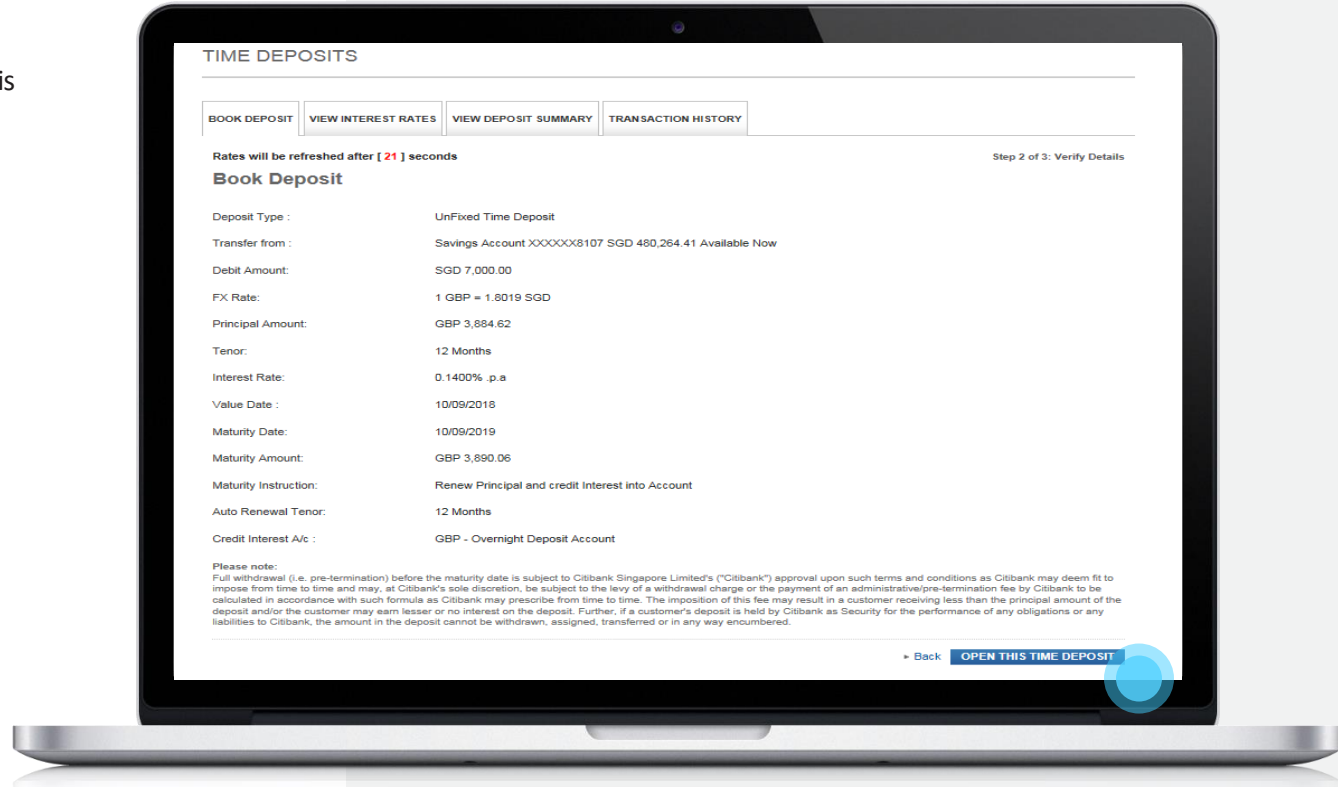 is
TIME DEPOSITS
BOOK DEPOSIT VIEW INTEREST RATES VIEW DEPOSIT SUMMARY TRANSACTION HISTORY
Rates will be refreshed after [ 21 ] seconds Step 2 of 3: Verify Details
Book Deposit
Deposit Type : UnFixed Time Deposit
Transfer from : Savings Account XXXXXX8107 SGD 480,264.41 Available Now
Debit Amount: SGD 7,000.00
FX Rate: 1 GBP = 1.8019 SGD
Principal Amount: GBP 3,884.62
Tenor: 12 Months
Interest Rate: 0.1400% .p.a
Value Date : 10/09/2018
Maturity Date: 10/09/2019
Maturity Amount: GBP 3,890.06
Maturity Instruction: Renew Principal and credit Interest into Account
Auto Renewal Tenor: 12 Months
Credit Interest A/c : GBP - Overnight Deposit Account
Please note:
Full withdrawal (i.e. pre-termination) before the maturity date is subject to Citibank Singapore Limited's ("Citibank") approval upon such terms and conditions as Citibank may deem fit to
impose from time to time and may, at Citibank's sole discretion, be subject to the levy of a withdrawal charge or the payment of an administrative/pre-termination fee by Citibank to be
calculated in accordance with such formula as Citibank may prescribe from time to time. The imposition of this fee may result in a customer receiving less than the principal amount of the
deposit and/or the customer may earn lesser or no interest on the deposit. Further, if a customer's deposit is held by Citibank as Security for the performance of any obligations or any
liabilities to Citibank, the amount in the deposit cannot be withdrawn, assigned, transferred or in any way encumbered.
Back OPEN THIS TIME DEPOSIT